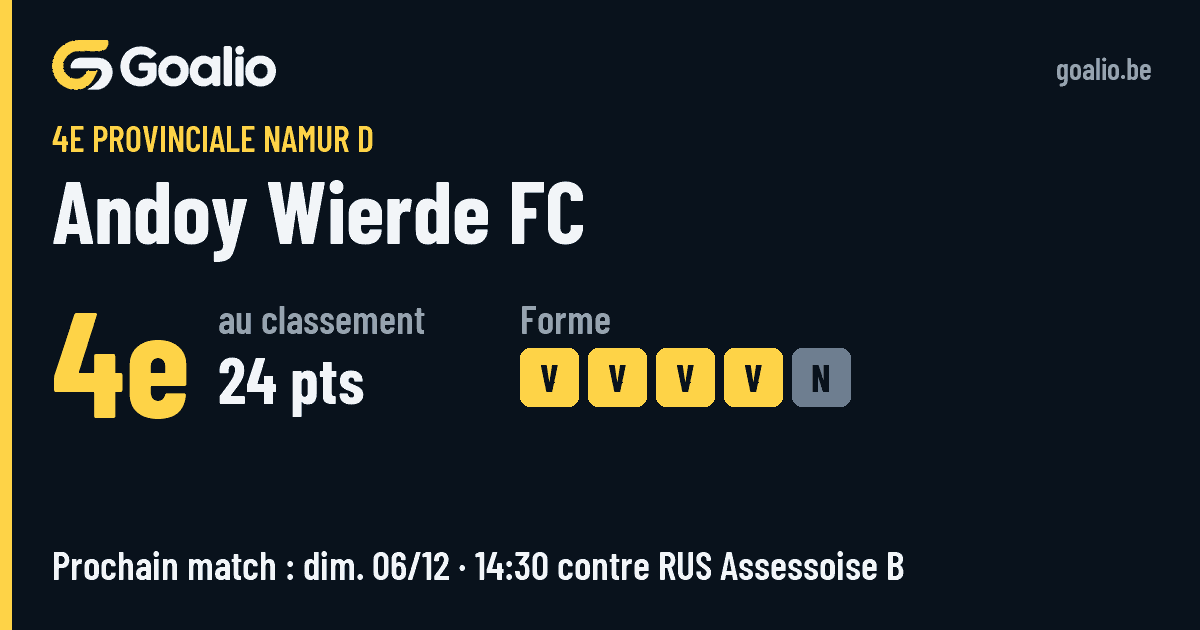 Goalio
goalio.be
4E PROVINCIALE NAMUR D
Andoy Wierde FC
4e
au classement
24 pts
Forme
V V V V N
Prochain match : dim. 06/12 · 14:30 contre RUS Assessoise B